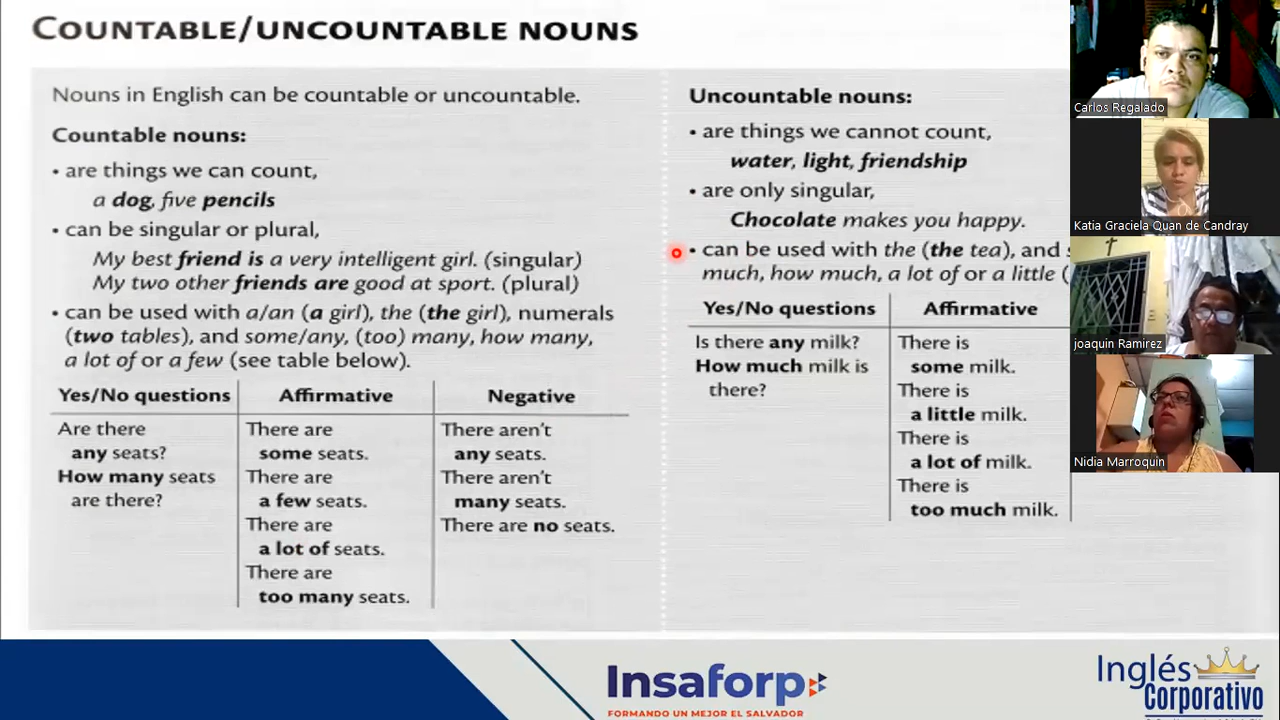 COUNTABLE/UNCOUNTABLE NOUNS
Nouns in English can be countable or uncountable.
Countable nouns:
• are things we can count,
a dog, five pencils
• can be singular or plural,
My best friend is a very intelligent girl. (singular)
My two other friends are good at sport. (plural)
• can be used with a/an (a girl), the (the girl), numerals
(two tables), and some/any, (too) many, how many,
a lot of or a few (see table below).
Yes/No questions Affirmative Negative
Are there
any seats?
How many seats
are there?
There are
some seats.
There are
a few seats.
There are
a lot of seats.
There are
too many seats.
There aren't
any seats.
There aren't
many seats.
There are no seats.
Uncountable nouns:
• are things we cannot count,
water, light, friendship
• are only singular,
Chocolate makes you happy.
• can be used with the (the tea), and
much, how much, a lot of or a little (
Yes/No questions Affirmative
Is there any milk?
How much milk is
there?
There is
some milk.
There is
a little milk.
There is
a lot of milk.
There is
too much milk.
Carlos Regalado
Katia Graciela Quan de Candray
joaquin Ramirez
Nidia Marroquin
Insaforp
FORMANDO UN MEJOR EL SALVADOR
Inglés
Corporativo